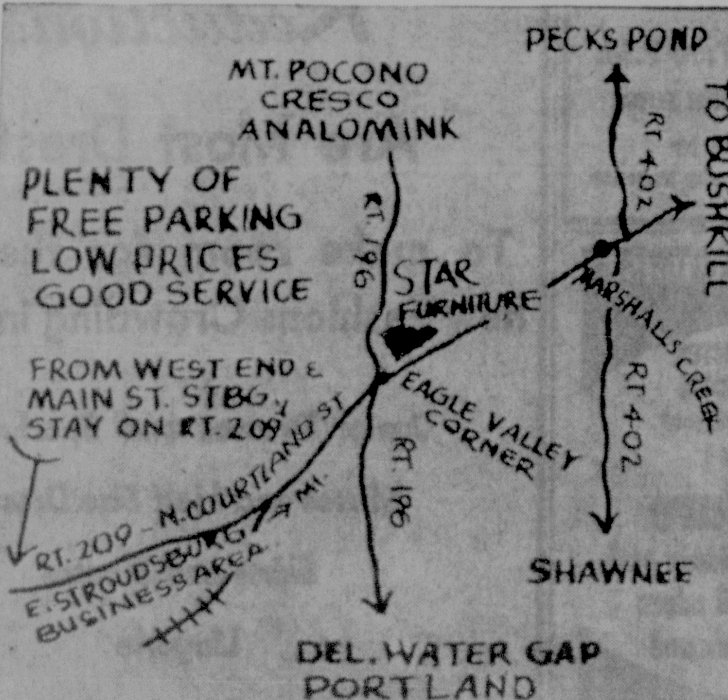 PECKS POND
MT. POCONO
CRESCO
ANALOMINK
RT 402
TO BUSHKILL
PLENTY OF
FREE PARKING
LOW PRICES
GOOD SERVICE
RT. 196
STAR
FURNITURE
MARSHALLS CREEK
FROM WEST END &
MAIN ST. STBG.
STAY ON RT. 209
EAGLE VALLEY
CORNER
RT 402
RT. 196
RT. 209 - N. COURTLAND ST
MI.
E. STROUDSBURG
BUSINESS AREA
SHAWNEE
DEL. WATER GAP
PORTLAND